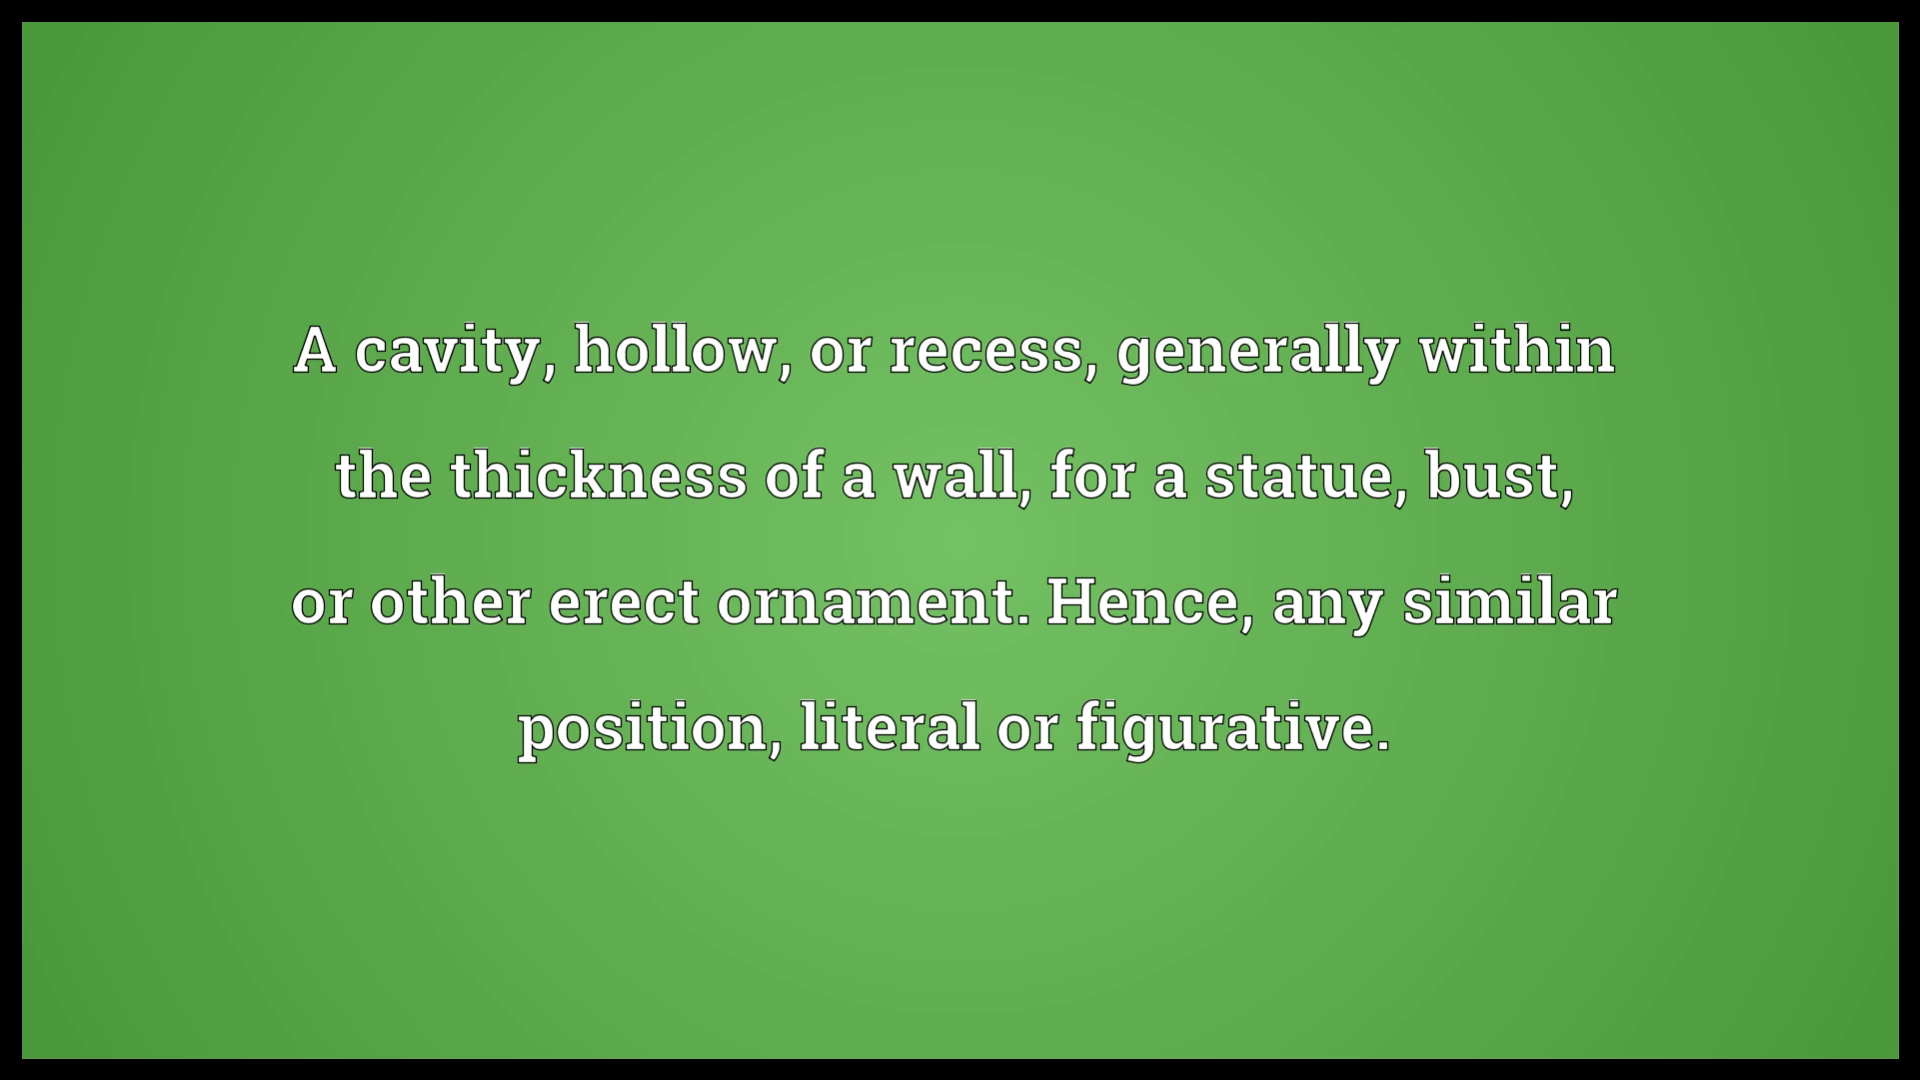 A cavity, hollow, or recess, generally within
the thickness of a wall, for a statue, bust,
or other erect ornament. Hence, any similar
position, literal or figurative.